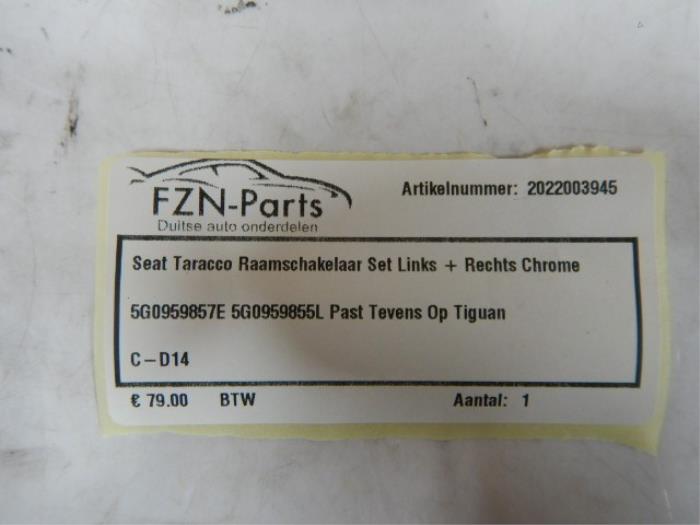 FZN-Parts
Duitse auto onderdelen
Artikelnummer: 2022003945
Seat Taracco Raamschakelaar Set Links + Rechts Chrome
5G0959857E 5G0959855L Past Tevens Op Tiguan
C-D14
€ 79.00 BTW Aantal: 1